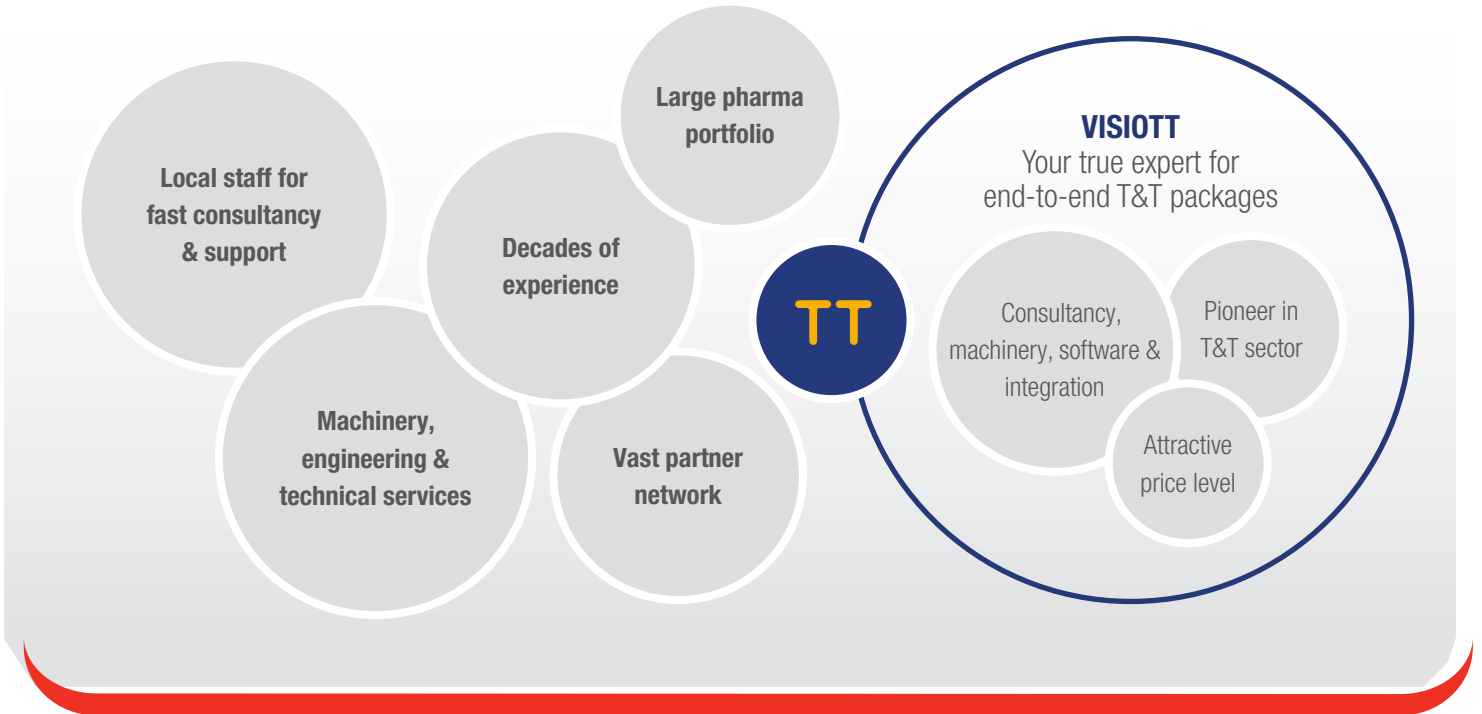 Large pharma
portfolio
Local staff for
fast consultancy
& support
Decades of
experience
Machinery,
engineering &
technical services
Vast partner
network
TT
VISIOTT
Your true expert for
end-to-end T&T packages
Consultancy,
machinery, software &
integration
Pioneer in
T&T sector
Attractive
price level